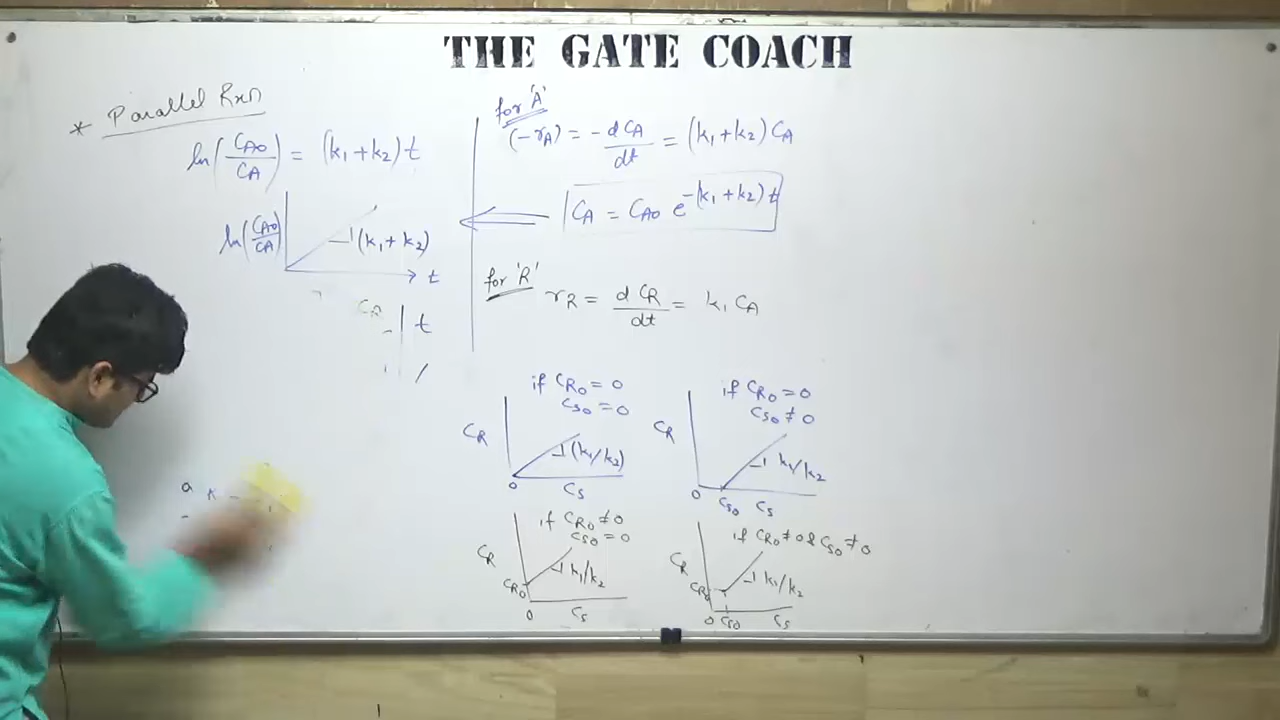 THE GATE COACH
* Parallel Rxn
ln(CA0/CA) = (k1+k2)t
ln(CA0/CA)
(k1+k2)
t
CR
t
for 'A'
(-rA) = -dCA/dt = (k1+k2)CA
CA = CA0 e^-(k1+k2)t
for 'R'
rR = dCR/dt = k1 CA
if CR0 = 0
CS0 = 0
CR
(k1/k2)
0
CS
if CR0 = 0
CS0 ≠ 0
CR
k1/k2
0
CS0
CS
if CR0 ≠ 0
CS0 = 0
CR
k1/k2
CR0
0
CS
if CR0 ≠ 0 & CS0 ≠ 0
CR
k1/k2
CR0
0
CS0
CS